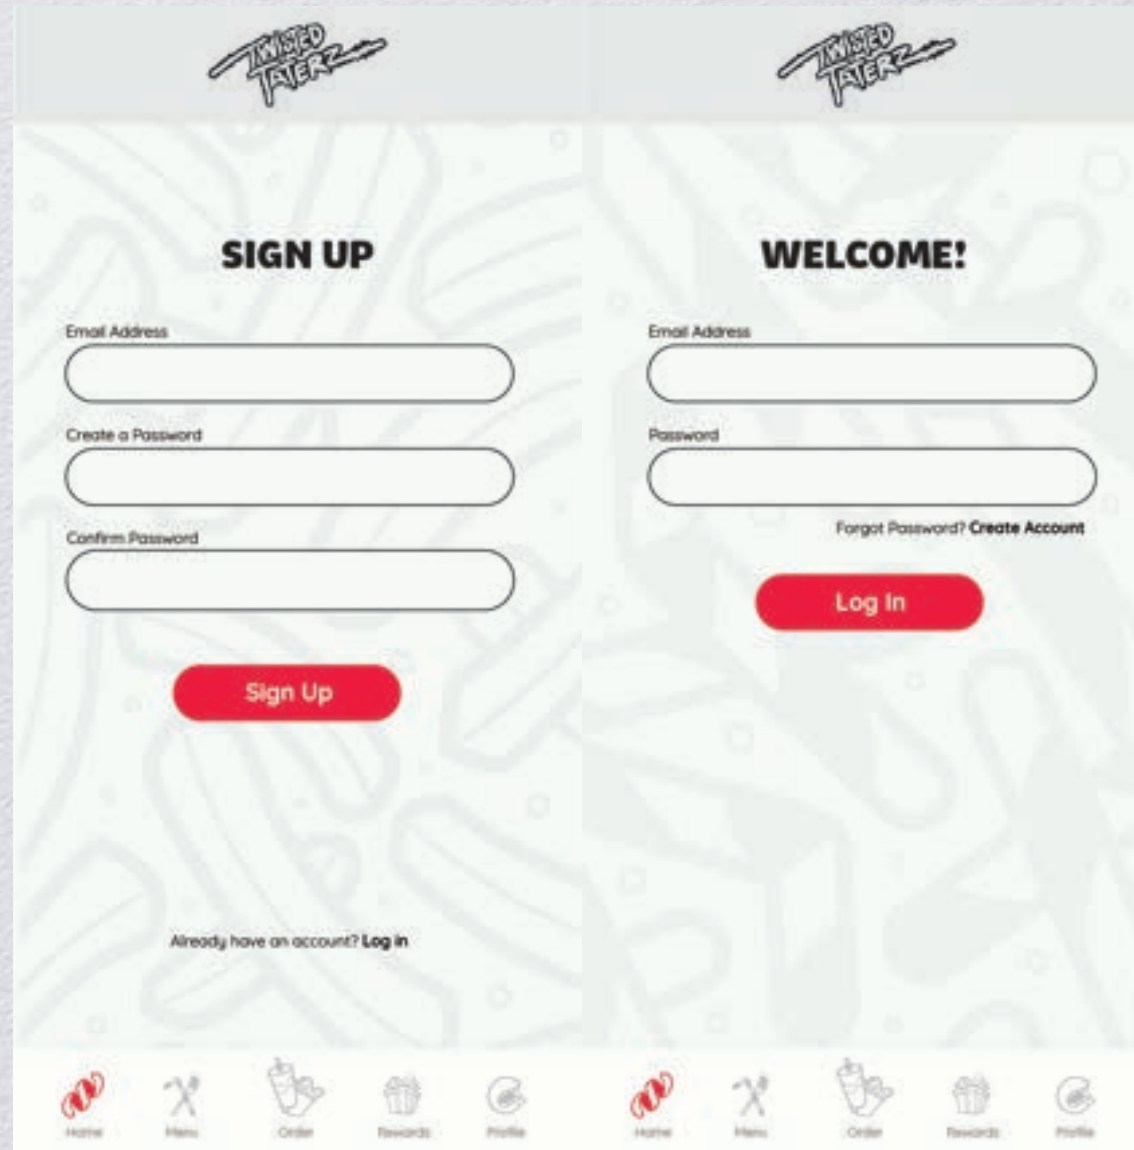 TWISTED
TATERZ
SIGN UP
Email Address
Create a Password
Confirm Password
Sign Up
Already have an account? Log in
Home Menu Order Rewards Profile
TWISTED
TATERZ
WELCOME!
Email Address
Password
Forgot Password? Create Account
Log In
Home Menu Order Rewards Profile